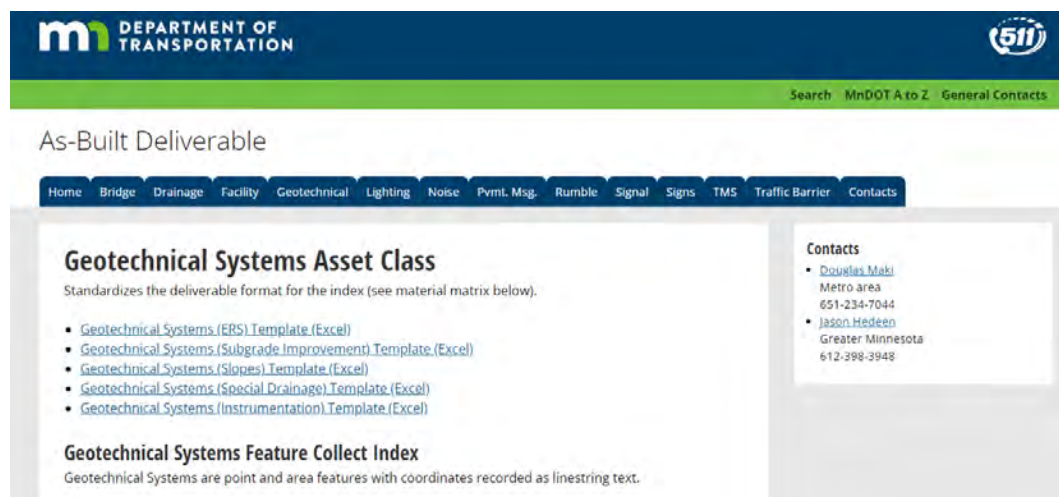 mn DEPARTMENT OF
TRANSPORTATION
511
Search MnDOT A to Z General Contacts
As-Built Deliverable
Home Bridge Drainage Facility Geotechnical Lighting Noise Pvmt. Msg. Rumble Signal Signs TMS Traffic Barrier Contacts
Geotechnical Systems Asset Class
Standardizes the deliverable format for the index (see material matrix below).
Geotechnical Systems (ERS) Template (Excel)
Geotechnical Systems (Subgrade Improvement) Template (Excel)
Geotechnical Systems (Slopes) Template (Excel)
Geotechnical Systems (Special Drainage) Template (Excel)
Geotechnical Systems (Instrumentation) Template (Excel)
Geotechnical Systems Feature Collect Index
Geotechnical Systems are point and area features with coordinates recorded as linestring text.
Contacts
Douglas Maki
Metro area
651-234-7044
Jason Hedeen
Greater Minnesota
612-398-3948